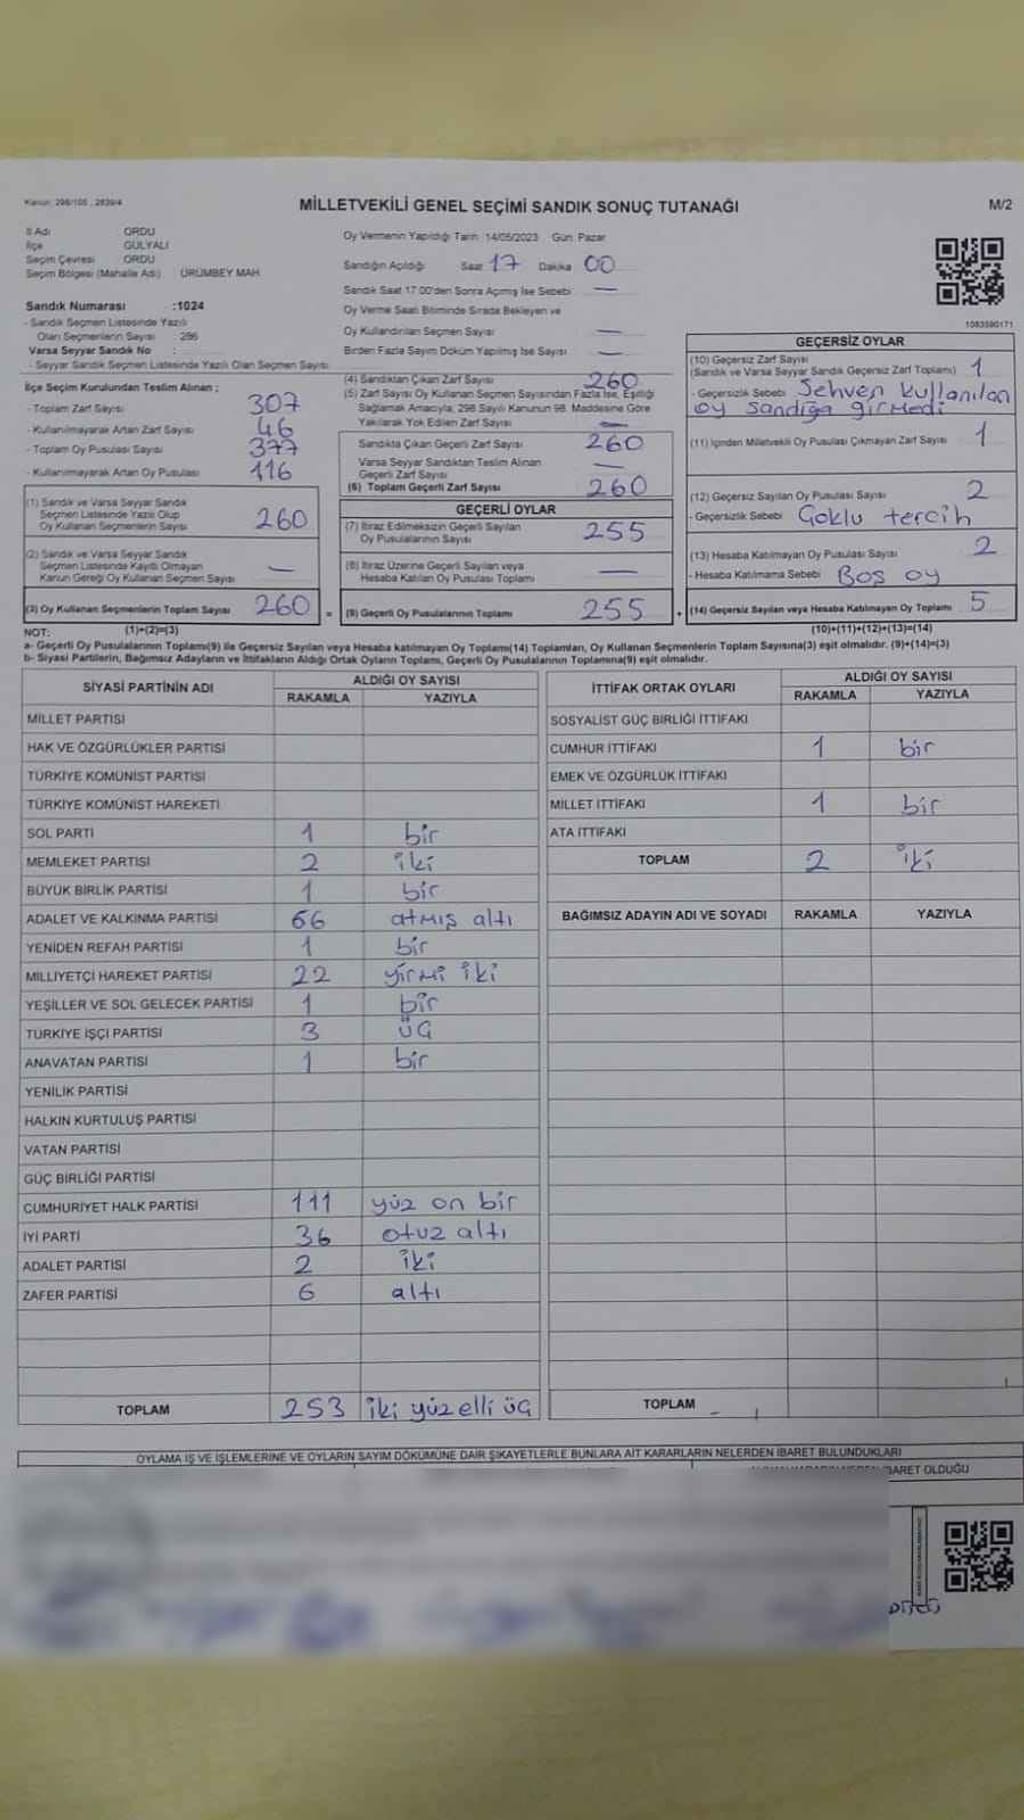 Kanun: 298/105, 2839/4
MİLLETVEKİLİ GENEL SEÇİMİ SANDIK SONUÇ TUTANAĞI
M/2
İl Adı ORDU
İlçe GÜLYALI
Seçim Çevresi ORDU
Seçim Bölgesi (Mahalle Adı) ÜRÜMBEY MAH
Sandık Numarası :1024
- Sandık Seçmen Listesinde Yazılı
Olan Seçmenlerin Sayısı : 296
Varsa Seyyar Sandık No :
- Seyyar Sandık Seçmen Listesinde Yazılı Olan Seçmen Sayısı
Oy Vermenin Yapıldığı Tarih: 14/05/2023 Gün: Pazar
Sandığın Açıldığı Saat 17 Dakika 00
Sandık Saat 17.00'den Sonra Açılmış İse Sebebi —
Oy Verme Saati Bitiminde Sırada Bekleyen ve
Oy Kullandırılan Seçmen Sayısı —
Birden Fazla Sayım Döküm Yapılmış İse Sayısı —
1083590171
İlçe Seçim Kurulundan Teslim Alınan ;
- Toplam Zarf Sayısı 307
- Kullanılmayarak Artan Zarf Sayısı 46
- Toplam Oy Pusulası Sayısı 377
- Kullanılmayarak Artan Oy Pusulası 116
(1) Sandık ve Varsa Seyyar Sandık
Seçmen Listesinde Yazılı Olup
Oy Kullanan Seçmenlerin Sayısı 260
(2) Sandık ve Varsa Seyyar Sandık
Seçmen Listesinde Kayıtlı Olmayan
Kanun Gereği Oy Kullanan Seçmen Sayısı —
(3) Oy Kullanan Seçmenlerin Toplam Sayısı 260 =
(4) Sandıktan Çıkan Zarf Sayısı 260
(5) Zarf Sayısı Oy Kullanan Seçmen Sayısından Fazla İse, Eşitliği
Sağlamak Amacıyla, 298 Sayılı Kanunun 98. Maddesine Göre
Yakılarak Yok Edilen Zarf Sayısı —
Sandıkta Çıkan Geçerli Zarf Sayısı 260
Varsa Seyyar Sandıktan Teslim Alınan
Geçerli Zarf Sayısı —
(6) Toplam Geçerli Zarf Sayısı 260
GEÇERLİ OYLAR
(7) İtiraz Edilmeksizin Geçerli Sayılan
Oy Pusulalarının Sayısı 255
(8) İtiraz Üzerine Geçerli Sayılan veya
Hesaba Katılan Oy Pusulası Toplamı —
(9) Geçerli Oy Pusulalarının Toplamı 255 +
GEÇERSİZ OYLAR
(10) Geçersiz Zarf Sayısı
(Sandık ve Varsa Seyyar Sandık Geçersiz Zarf Toplamı) 1
- Geçersizlik Sebebi Sehven kullanılan
oy sandığa girmedi
(11) İçinden Milletvekili Oy Pusulası Çıkmayan Zarf Sayısı 1
(12) Geçersiz Sayılan Oy Pusulası Sayısı 2
- Geçersizlik Sebebi Çoklu tercih
(13) Hesaba Katılmayan Oy Pusulası Sayısı 2
- Hesaba Katılmama Sebebi Boş oy
(14) Geçersiz Sayılan veya Hesaba Katılmayan Oy Toplamı 5
NOT: (1)+(2)=(3)
(10)+(11)+(12)+(13)=(14)
a- Geçerli Oy Pusulalarının Toplamı(9) ile Geçersiz Sayılan veya Hesaba katılmayan Oy Toplamı(14) Toplamları, Oy Kullanan Seçmenlerin Toplam Sayısına(3) eşit olmalıdır. (9)+(14)=(3)
b- Siyasi Partilerin, Bağımsız Adayların ve İttifakların Aldığı Ortak Oyların Toplamı, Geçerli Oy Pusulalarının Toplamına(9) eşit olmalıdır.
SİYASİ PARTİNİN ADI ALDIĞI OY SAYISI
RAKAMLA YAZIYLA
MİLLET PARTİSİ
HAK VE ÖZGÜRLÜKLER PARTİSİ
TÜRKİYE KOMÜNİST PARTİSİ
TÜRKİYE KOMÜNİST HAREKETİ
SOL PARTİ 1 bir
MEMLEKET PARTİSİ 2 iki
BÜYÜK BİRLİK PARTİSİ 1 bir
ADALET VE KALKINMA PARTİSİ 66 atmış altı
YENİDEN REFAH PARTİSİ 1 bir
MİLLİYETÇİ HAREKET PARTİSİ 22 yirmi iki
YEŞİLLER VE SOL GELECEK PARTİSİ 1 bir
TÜRKİYE İŞÇİ PARTİSİ 3 üç
ANAVATAN PARTİSİ 1 bir
YENİLİK PARTİSİ
HALKIN KURTULUŞ PARTİSİ
VATAN PARTİSİ
GÜÇ BİRLİĞİ PARTİSİ
CUMHURİYET HALK PARTİSİ 111 yüz on bir
İYİ PARTİ 36 otuz altı
ADALET PARTİSİ 2 iki
ZAFER PARTİSİ 6 altı
TOPLAM 253 iki yüz elli üç
İTTİFAK ORTAK OYLARI ALDIĞI OY SAYISI
RAKAMLA YAZIYLA
SOSYALİST GÜÇ BİRLİĞİ İTTİFAKI
CUMHUR İTTİFAKI 1 bir
EMEK VE ÖZGÜRLÜK İTTİFAKI
MİLLET İTTİFAKI 1 bir
ATA İTTİFAKI
TOPLAM 2 iki
BAĞIMSIZ ADAYIN ADI VE SOYADI RAKAMLA YAZIYLA
TOPLAM
OYLAMA İŞ VE İŞLEMLERİNE VE OYLARIN SAYIM DÖKÜMÜNE DAİR ŞİKAYETLERLE BUNLARA AİT KARARLARIN NELERDEN İBARET BULUNDUKLARI
İBARET OLDUĞU